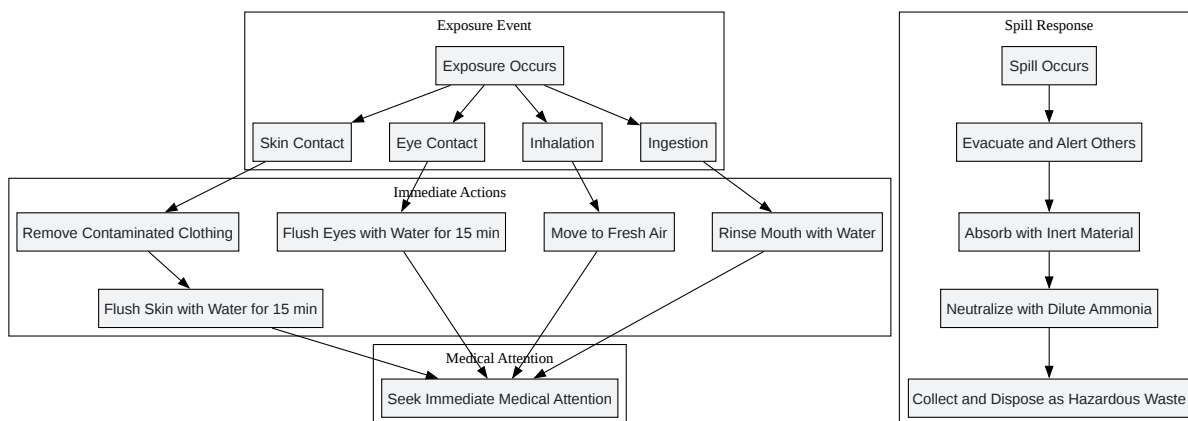 Exposure Event
Spill Response
Exposure Occurs
Spill Occurs
Skin Contact
Eye Contact
Inhalation
Ingestion
Evacuate and Alert Others
Immediate Actions
Remove Contaminated Clothing
Flush Eyes with Water for 15 min
Move to Fresh Air
Rinse Mouth with Water
Absorb with Inert Material
Flush Skin with Water for 15 min
Neutralize with Dilute Ammonia
Medical Attention
Seek Immediate Medical Attention
Collect and Dispose as Hazardous Waste